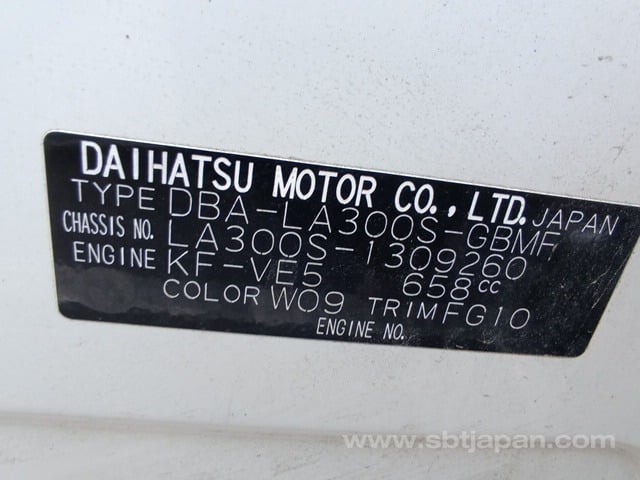 DAIHATSU MOTOR CO., LTD. JAPAN
TYPE DBA-LA300S-GBMF
CHASSIS NO. LA300S-1309260
ENGINE KF-VE5 658cc
COLOR W09 TRIM FG10
ENGINE NO.
www.sbtjapan.com